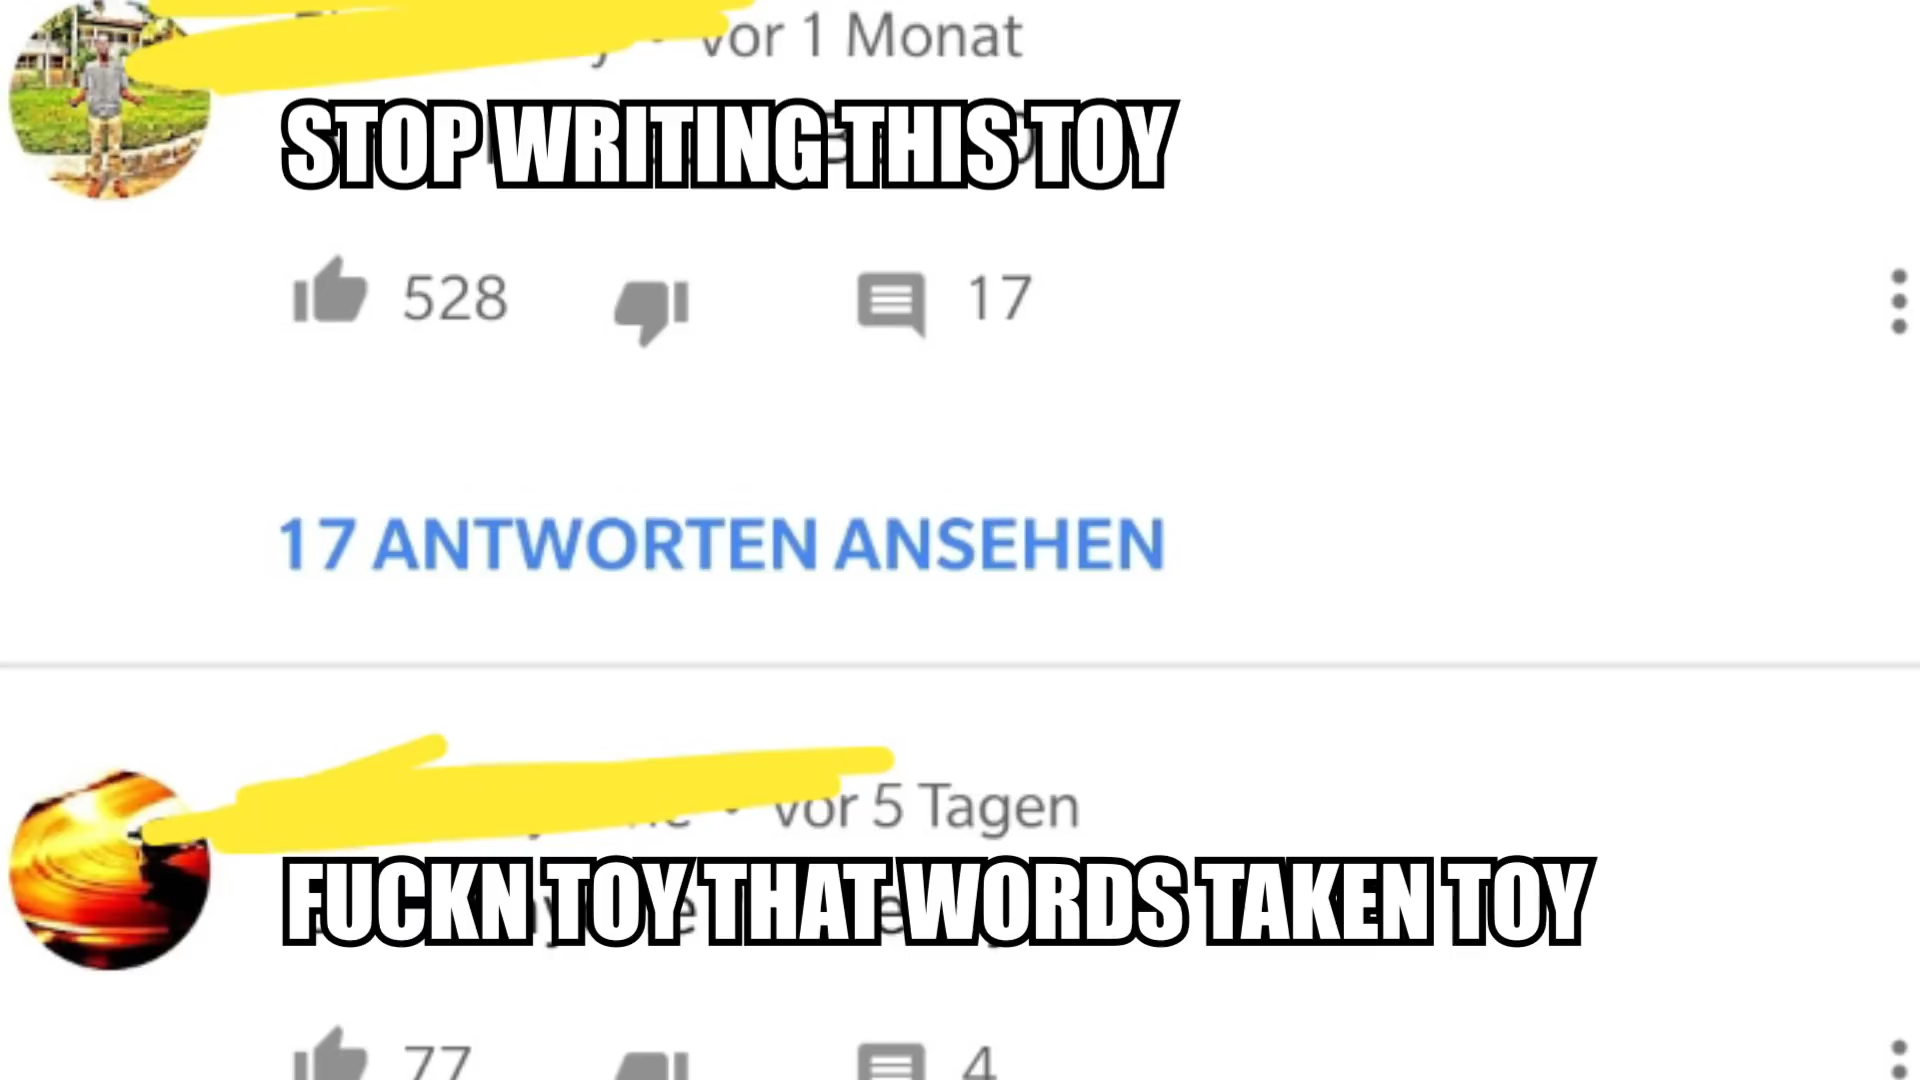 vor 1 Monat
STOP WRITING THIS TOY
528 17
17 ANTWORTEN ANSEHEN
vor 5 Tagen
FUCKN TOY THAT WORDS TAKEN TOY
77 4